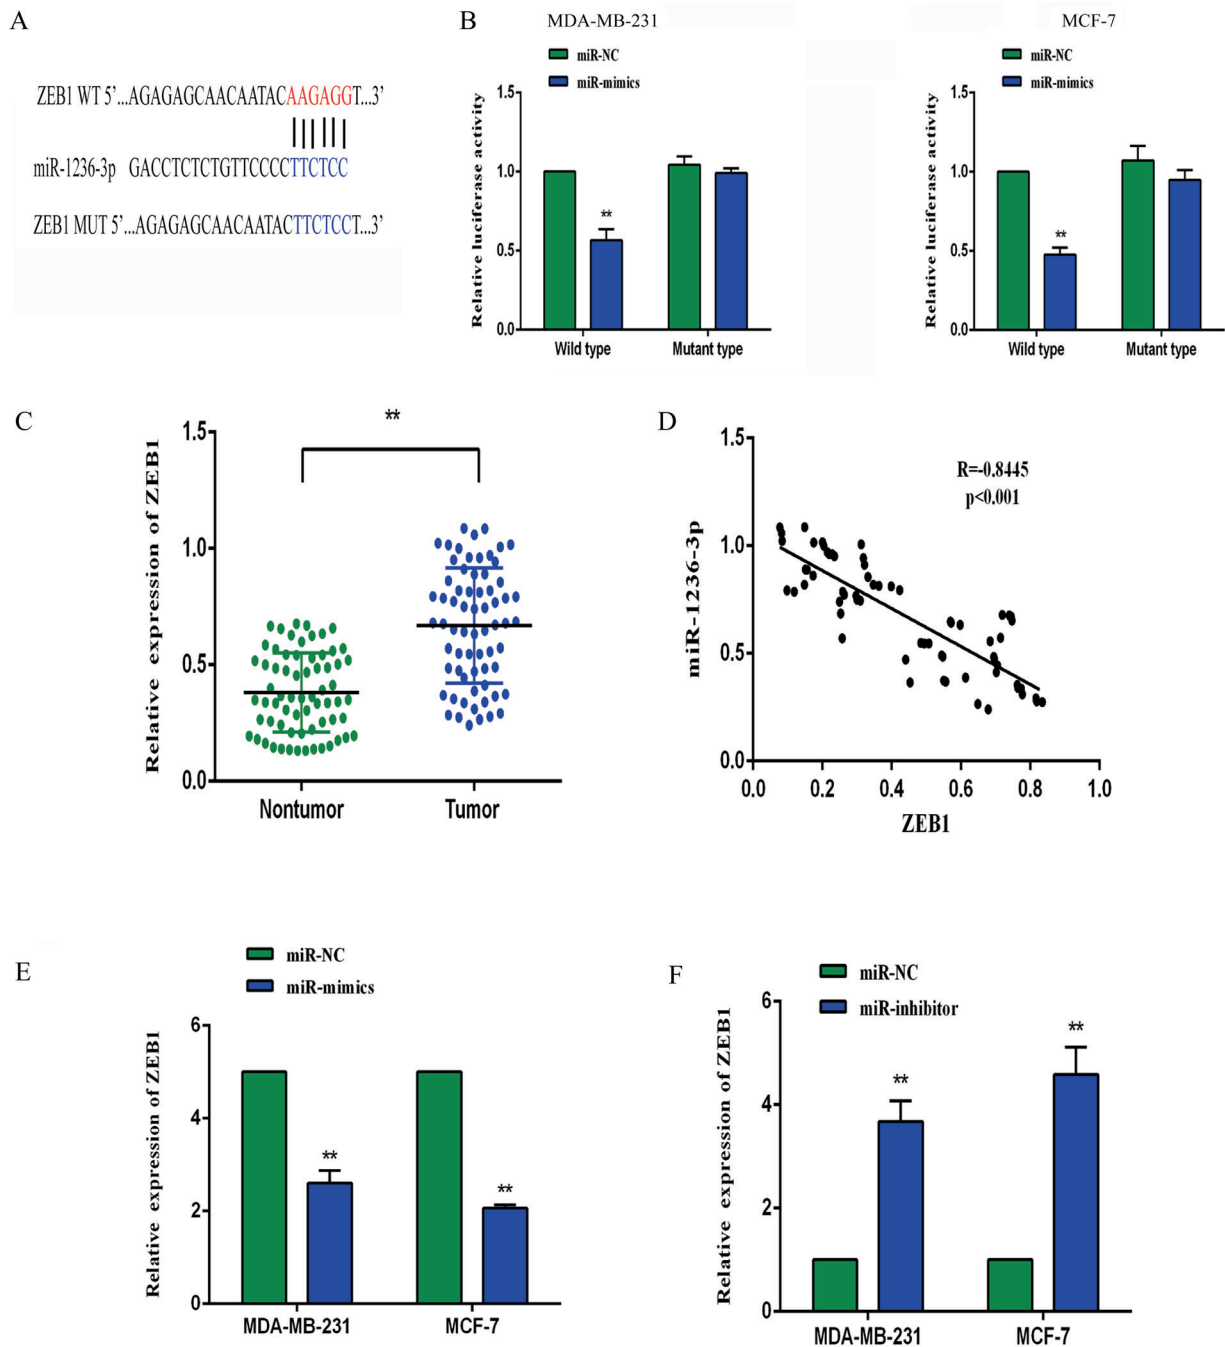 A
ZEB1 WT 5’...AGAGAGCAACAATACAAGAGGT...3’
miR-1236-3p GACCTCTCTGTTCCCCTTCTCC
ZEB1 MUT 5’...AGAGAGCAACAATACTTCTCCT...3’
B
MDA-MB-231
miR-NC
miR-mimics
Relative luciferase activity
1.5
1.0
0.5
0.0
**
Wild type
Mutant type
MCF-7
miR-NC
miR-mimics
Relative luciferase activity
1.5
1.0
0.5
0.0
**
Wild type
Mutant type
C
Relative expression of ZEB1
1.5
1.0
0.5
0.0
**
Nontumor
Tumor
D
miR-1236-3p
1.5
1.0
0.5
0.0
R=-0.8445
p<0.001
0.0 0.2 0.4 0.6 0.8 1.0
ZEB1
E
miR-NC
miR-mimics
Relative expression of ZEB1
6
4
2
0
**
**
MDA-MB-231
MCF-7
F
miR-NC
miR-inhibitor
Relative expression of ZEB1
6
4
2
0
**
**
MDA-MB-231
MCF-7